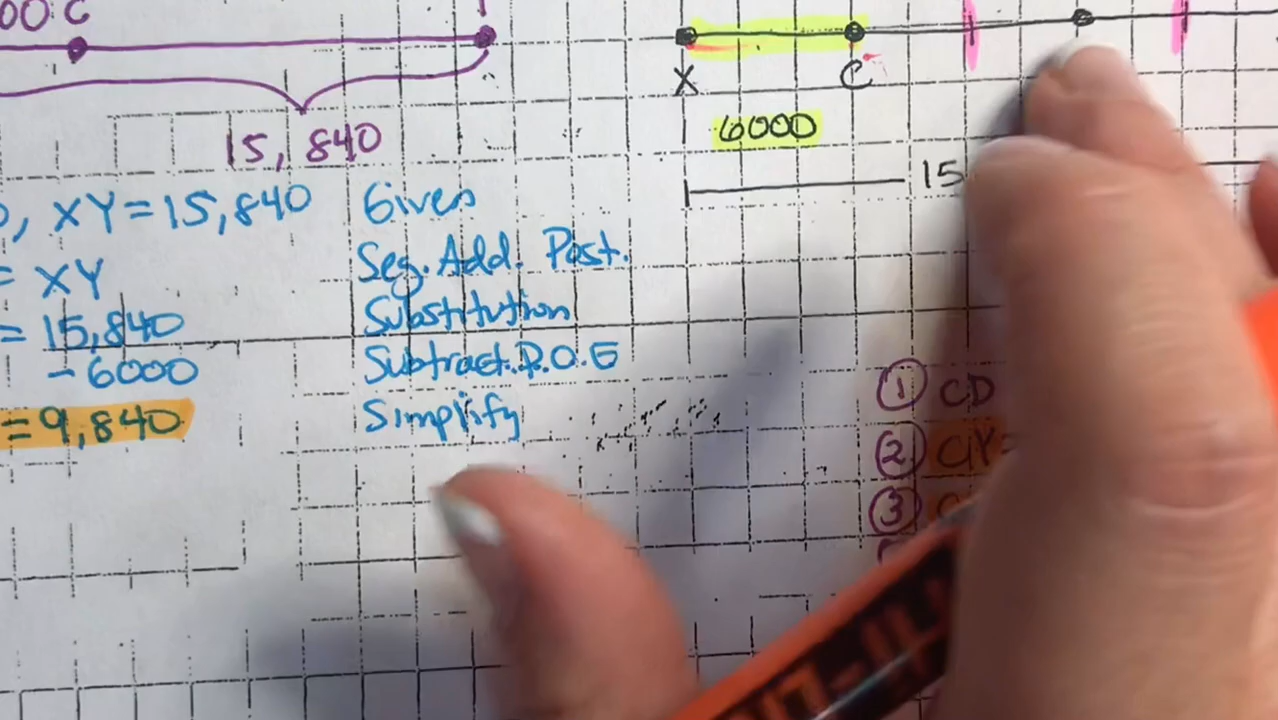 00 C
15,840
, XY=15,840 Given
= XY Seg. Add. Post.
= 15,840 Substitution
-6000 Subtract. P.O.E
= 9,840 Simplify
X C
6000
15
① CD
② CY=
③